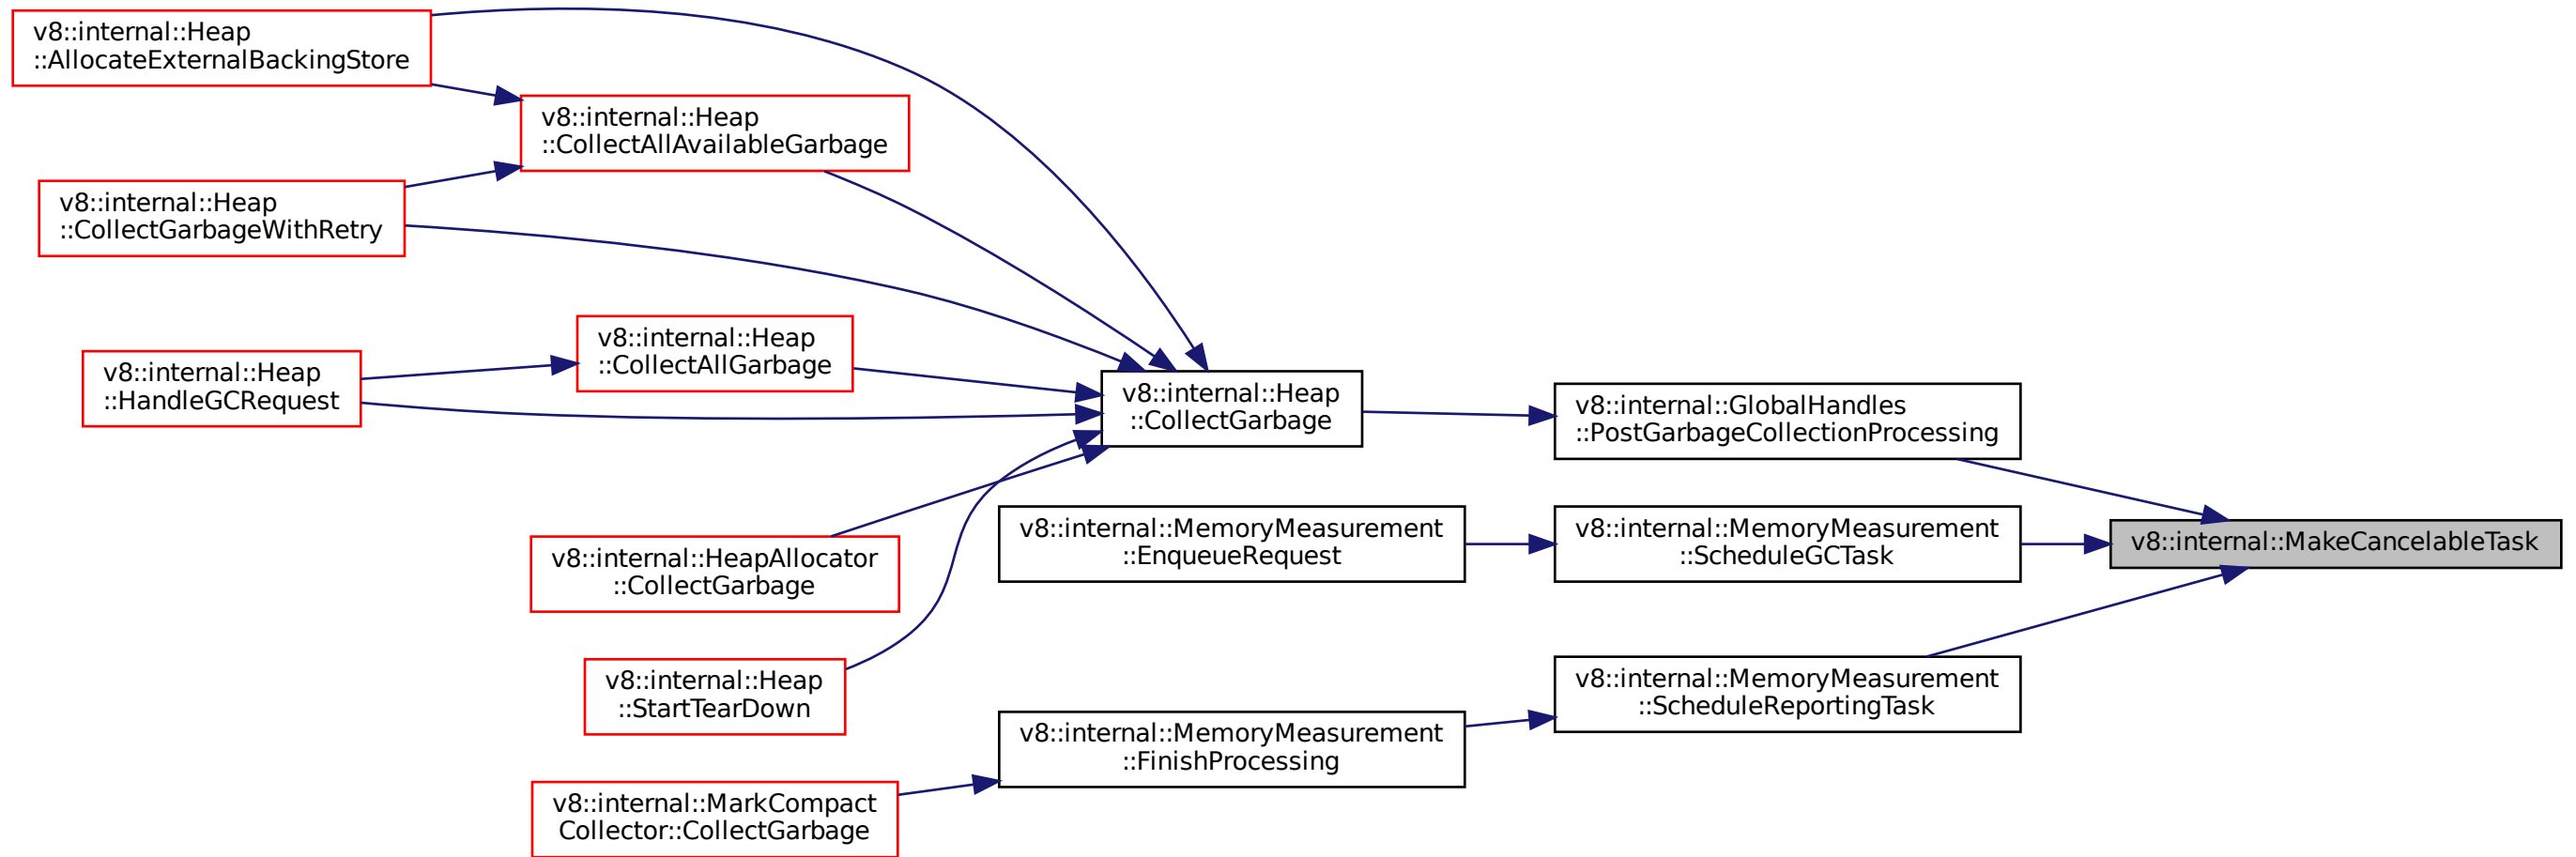 v8::internal::Heap
::AllocateExternalBackingStore
v8::internal::Heap
::CollectAllAvailableGarbage
v8::internal::Heap
::CollectGarbageWithRetry
v8::internal::Heap
::CollectAllGarbage
v8::internal::Heap
::HandleGCRequest
v8::internal::Heap
::CollectGarbage
v8::internal::GlobalHandles
::PostGarbageCollectionProcessing
v8::internal::MemoryMeasurement
::EnqueueRequest
v8::internal::MemoryMeasurement
::ScheduleGCTask
v8::internal::MakeCancelableTask
v8::internal::HeapAllocator
::CollectGarbage
v8::internal::Heap
::StartTearDown
v8::internal::MemoryMeasurement
::ScheduleReportingTask
v8::internal::MemoryMeasurement
::FinishProcessing
v8::internal::MarkCompact
Collector::CollectGarbage